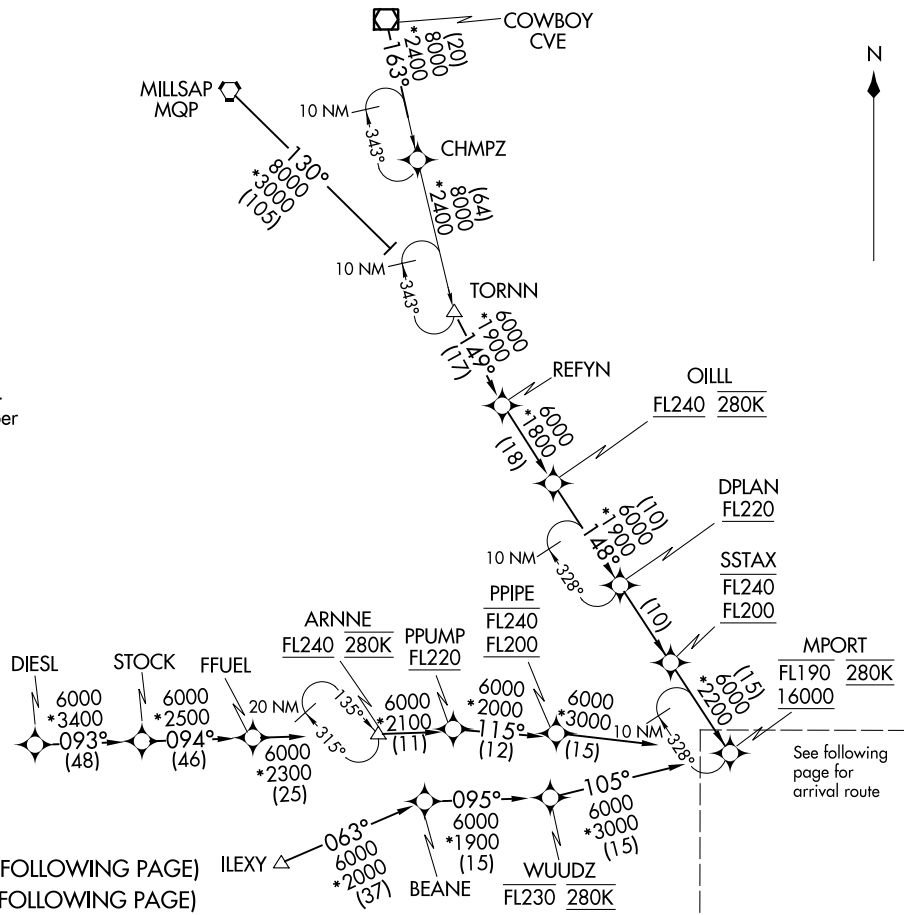 COWBOY
CVE
(20)
8000
*2400
163°
MILLSAP
MQP
N
10 NM
343°
CHMPZ
130°
8000
*3000
(105)
(64)
8000
*2400
10 NM
343°
TORNN
6000
*1900
149°
(17)
REFYN
OILLL
FL240 280K
6000
*1800
(18)
DPLAN
FL220
(10)
6000
*1900
148°
10 NM
328°
SSTAX
FL240
FL200
(10)
PPIPE
FL240
FL200
ARNNE
FL240 280K
PPUMP
FL220
MPORT
FL190 280K
16000
(15)
6000
*2200
DIESL
STOCK
FFUEL
6000
*3400
093°
(48)
6000
*2500
094°
(46)
20 NM
135°
315°
6000
*2300
(25)
6000
*2100
(11)
6000
*2000
115°
(12)
6000
*3000
(15)
10 NM
328°
See following
page for
arrival route
105°
6000
*3000
(15)
095°
6000
*1900
(15)
063°
6000
*2000
(37)
ILEXY
BEANE
WUUDZ
FL230 280K
FOLLOWING PAGE)
FOLLOWING PAGE)